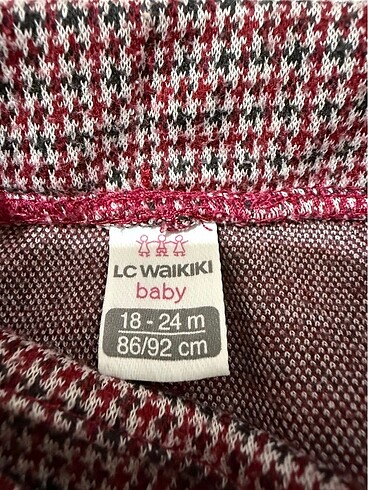 LC WAIKIKI
baby
18 - 24 m
86/92 cm